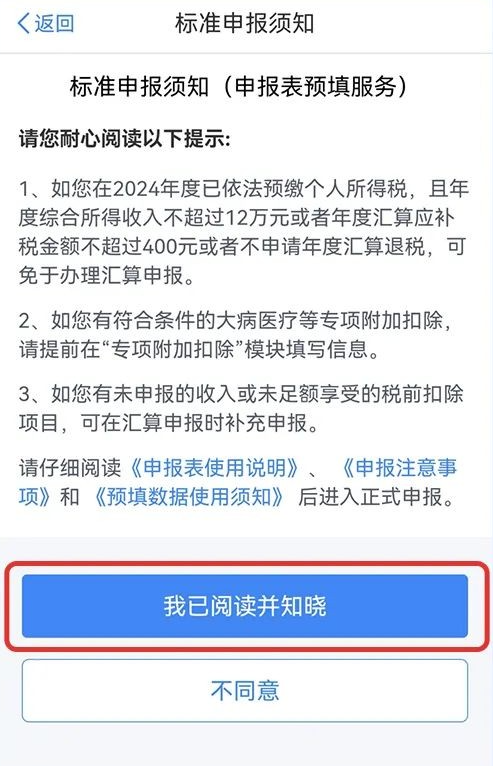 返回
标准申报须知
标准申报须知（申报表预填服务）
请您耐心阅读以下提示:
1、如您在2024年度已依法预缴个人所得税，且年
度综合所得收入不超过12万元或者年度汇算应补
税金额不超过400元或者不申请年度汇算退税，可
免于办理汇算申报。
2、如您有符合条件的大病医疗等专项附加扣除，
请提前在“专项附加扣除”模块填写信息。
3、如您有未申报的收入或未足额享受的税前扣除
项目，可在汇算申报时补充申报。
请仔细阅读《申报表使用说明》、《申报注意事
项》和《预填数据使用须知》后进入正式申报。
我已阅读并知晓
不同意